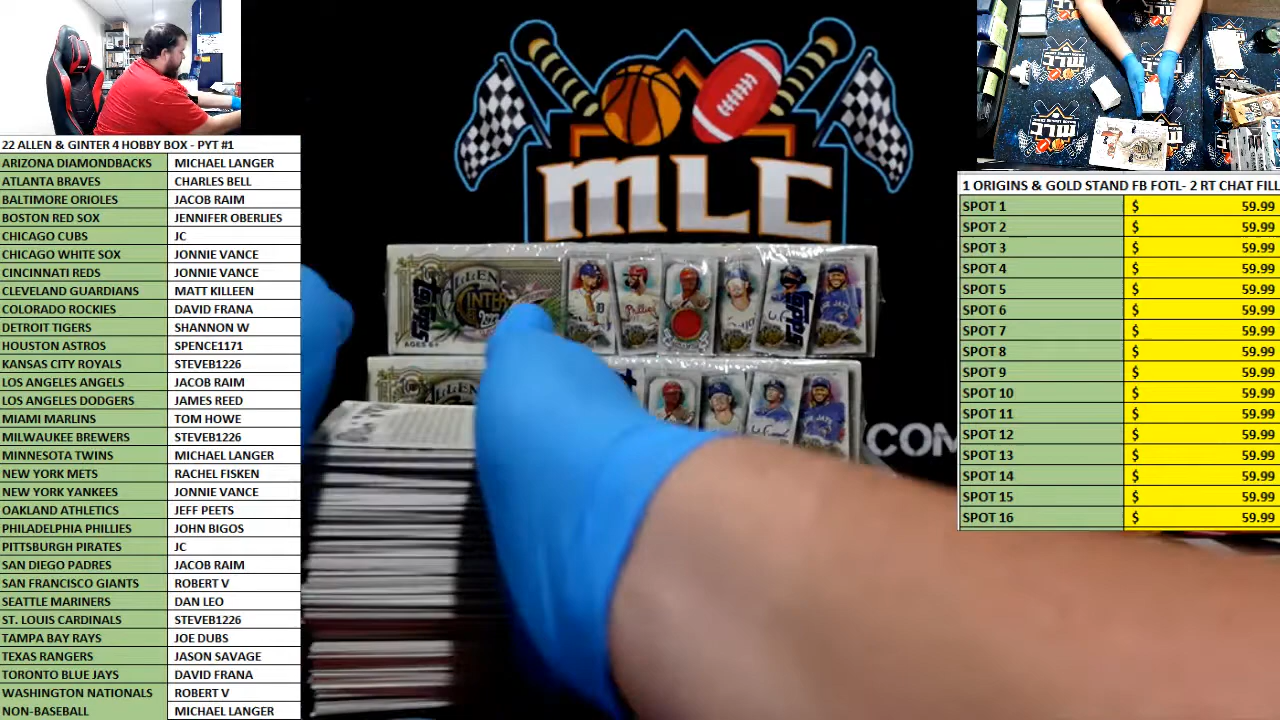 22 ALLEN & GINTER 4 HOBBY BOX - PYT #1
ARIZONA DIAMONDBACKS MICHAEL LANGER
ATLANTA BRAVES CHARLES BELL
BALTIMORE ORIOLES JACOB RAIM
BOSTON RED SOX JENNIFER OBERLIES
CHICAGO CUBS JC
CHICAGO WHITE SOX JONNIE VANCE
CINCINNATI REDS JONNIE VANCE
CLEVELAND GUARDIANS MATT KILLEEN
COLORADO ROCKIES DAVID FRANA
DETROIT TIGERS SHANNON W
HOUSTON ASTROS SPENCE1171
KANSAS CITY ROYALS STEVEB1226
LOS ANGELES ANGELS JACOB RAIM
LOS ANGELES DODGERS JAMES REED
MIAMI MARLINS TOM HOWE
MILWAUKEE BREWERS STEVEB1226
MINNESOTA TWINS MICHAEL LANGER
NEW YORK METS RACHEL FISKEN
NEW YORK YANKEES JONNIE VANCE
OAKLAND ATHLETICS JEFF PEETS
PHILADELPHIA PHILLIES JOHN BIGOS
PITTSBURGH PIRATES JC
SAN DIEGO PADRES JACOB RAIM
SAN FRANCISCO GIANTS ROBERT V
SEATTLE MARINERS DAN LEO
ST. LOUIS CARDINALS STEVEB1226
TAMPA BAY RAYS JOE DUBS
TEXAS RANGERS JASON SAVAGE
TORONTO BLUE JAYS DAVID FRANA
WASHINGTON NATIONALS ROBERT V
NON-BASEBALL MICHAEL LANGER
MLC
TOPPS
GINTER
AGES 6+
Phillies
TOPPS
COM
MLC
1 ORIGINS & GOLD STAND FB FOTL- 2 RT CHAT FILL
SPOT 1 $ 59.99
SPOT 2 $ 59.99
SPOT 3 $ 59.99
SPOT 4 $ 59.99
SPOT 5 $ 59.99
SPOT 6 $ 59.99
SPOT 7 $ 59.99
SPOT 8 $ 59.99
SPOT 9 $ 59.99
SPOT 10 $ 59.99
SPOT 11 $ 59.99
SPOT 12 $ 59.99
SPOT 13 $ 59.99
SPOT 14 $ 59.99
SPOT 15 $ 59.99
SPOT 16 $ 59.99